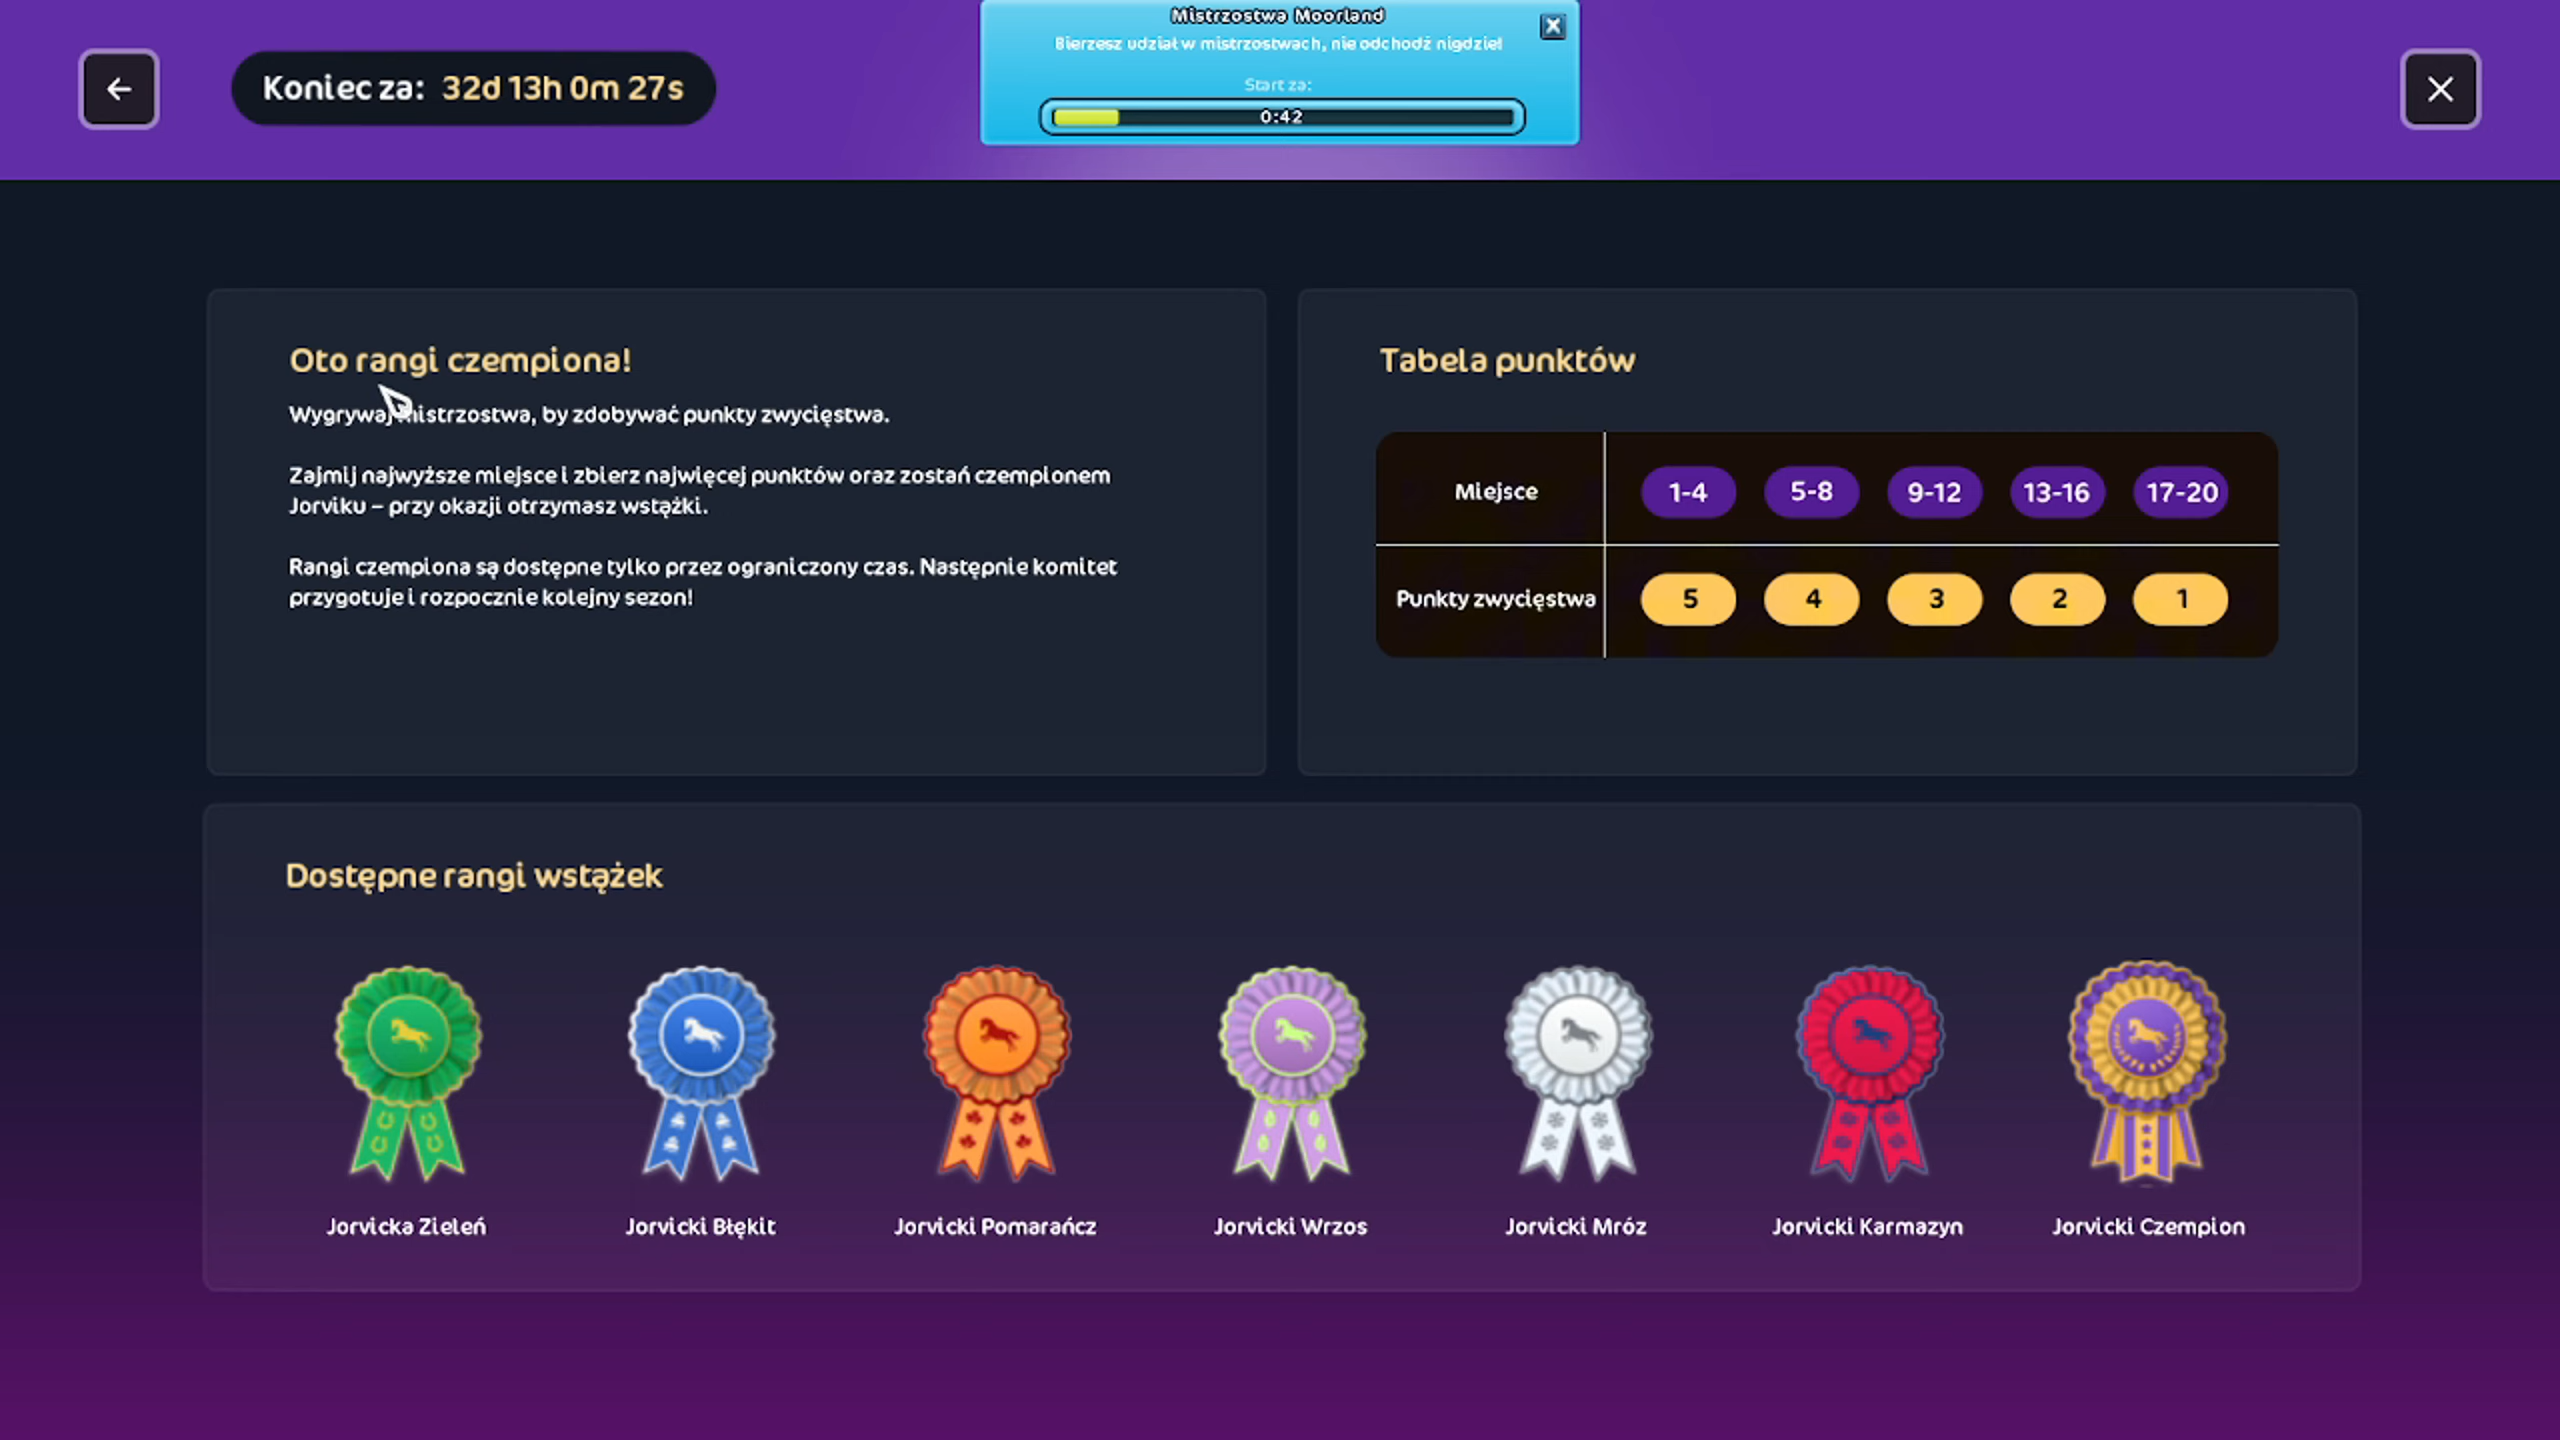 Koniec za: 32d 13h 0m 27s
Mistrzostwa Moorland
Bierzesz udział w mistrzostwach, nie odchodź nigdzie!
Start za:
0:42
Oto rangi czempiona!
Wygrywaj mistrzostwa, by zdobywać punkty zwycięstwa.
Zajmij najwyższe miejsce i zbierz najwięcej punktów oraz zostań czempionem
Jorviku – przy okazji otrzymasz wstążki.
Rangi czempiona są dostępne tylko przez ograniczony czas. Następnie komitet
przygotuje i rozpocznie kolejny sezon!
Tabela punktów
Miejsce 1-4 5-8 9-12 13-16 17-20
Punkty zwycięstwa 5 4 3 2 1
Dostępne rangi wstążek
Jorvicka Zieleń Jorvicki Błękit Jorvicki Pomarańcz Jorvicki Wrzos Jorvicki Mróz Jorvicki Karmazyn Jorvicki Czempion